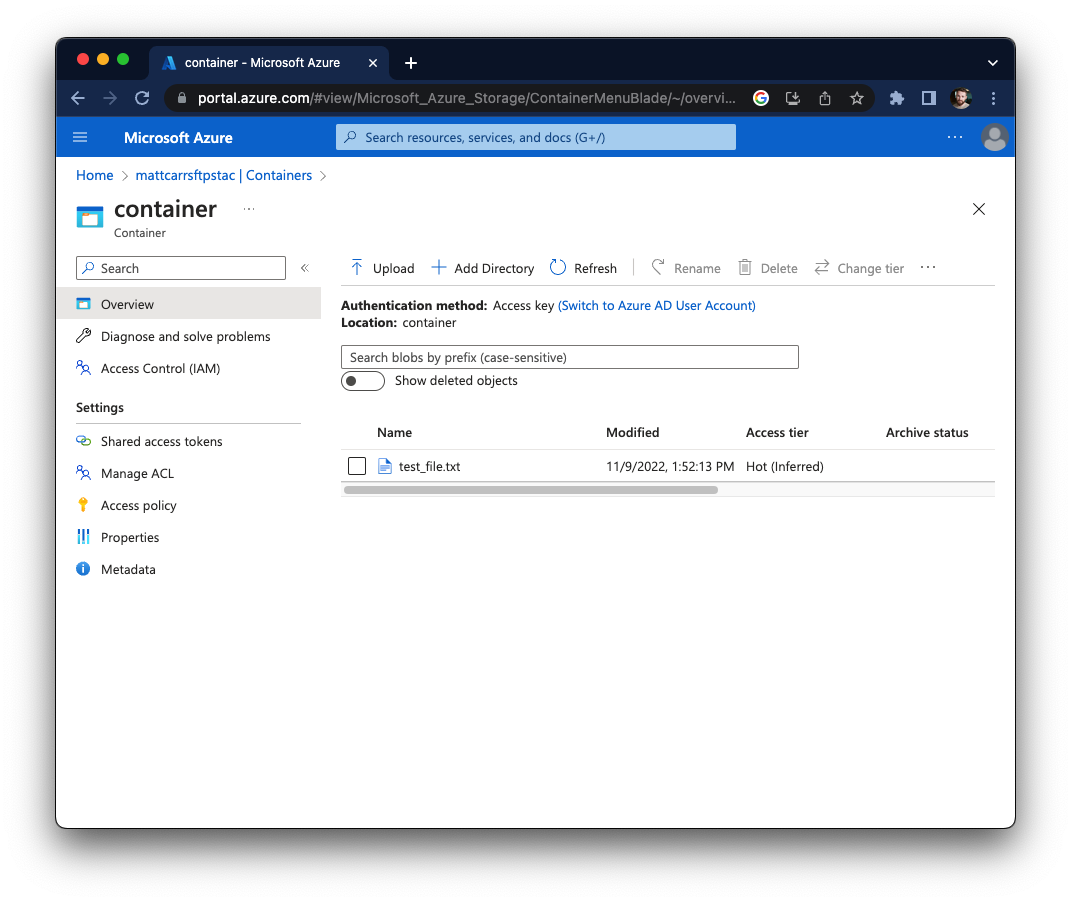 container - Microsoft Azure
portal.azure.com/#view/Microsoft_Azure_Storage/ContainerMenuBlade/~/overvi...
Microsoft Azure
Search resources, services, and docs (G+/)
Home > mattcarrsftpstac | Containers >
container
Container
Search
Overview
Diagnose and solve problems
Access Control (IAM)
Settings
Shared access tokens
Manage ACL
Access policy
Properties
Metadata
Upload Add Directory Refresh Rename Delete Change tier
Authentication method: Access key (Switch to Azure AD User Account)
Location: container
Search blobs by prefix (case-sensitive)
Show deleted objects
Name Modified Access tier Archive status
test_file.txt 11/9/2022, 1:52:13 PM Hot (Inferred)